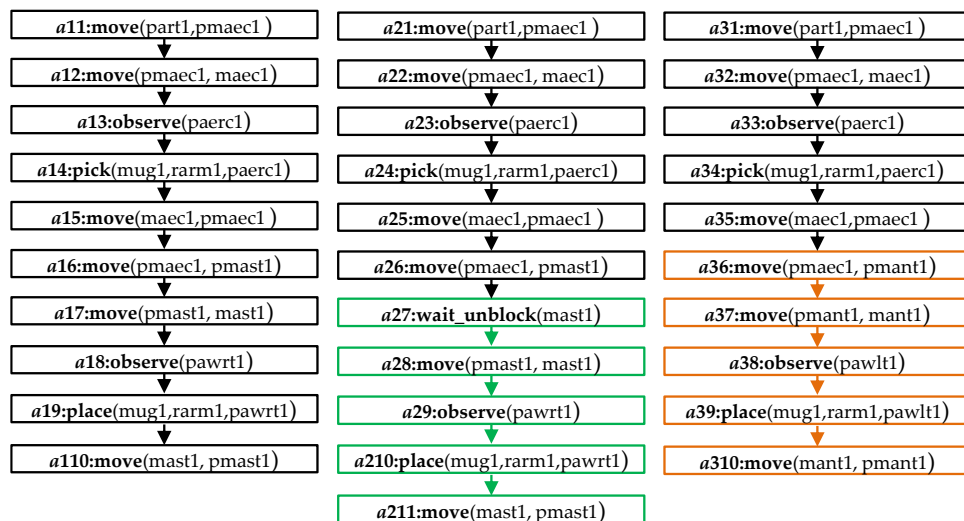 a11:move(part1,pmaec1 )
a12:move(pmaec1, maec1)
a13:observe(paerc1)
a14:pick(mug1,rarm1,paerc1)
a15:move(maec1,pmaec1 )
a16:move(pmaec1, pmast1)
a17:move(pmast1, mast1)
a18:observe(pawrt1)
a19:place(mug1,rarm1,pawrt1)
a110:move(mast1, pmast1)
a21:move(part1,pmaec1 )
a22:move(pmaec1, maec1)
a23:observe(paerc1)
a24:pick(mug1,rarm1,paerc1)
a25:move(maec1,pmaec1 )
a26:move(pmaec1, pmast1)
a27:wait_unblock(mast1)
a28:move(pmast1, mast1)
a29:observe(pawrt1)
a210:place(mug1,rarm1,pawrt1)
a211:move(mast1, pmast1)
a31:move(part1,pmaec1 )
a32:move(pmaec1, maec1)
a33:observe(paerc1)
a34:pick(mug1,rarm1,paerc1)
a35:move(maec1,pmaec1 )
a36:move(pmaec1, pmant1)
a37:move(pmant1, mant1)
a38:observe(pawlt1)
a39:place(mug1,rarm1,pawlt1)
a310:move(mant1, pmant1)